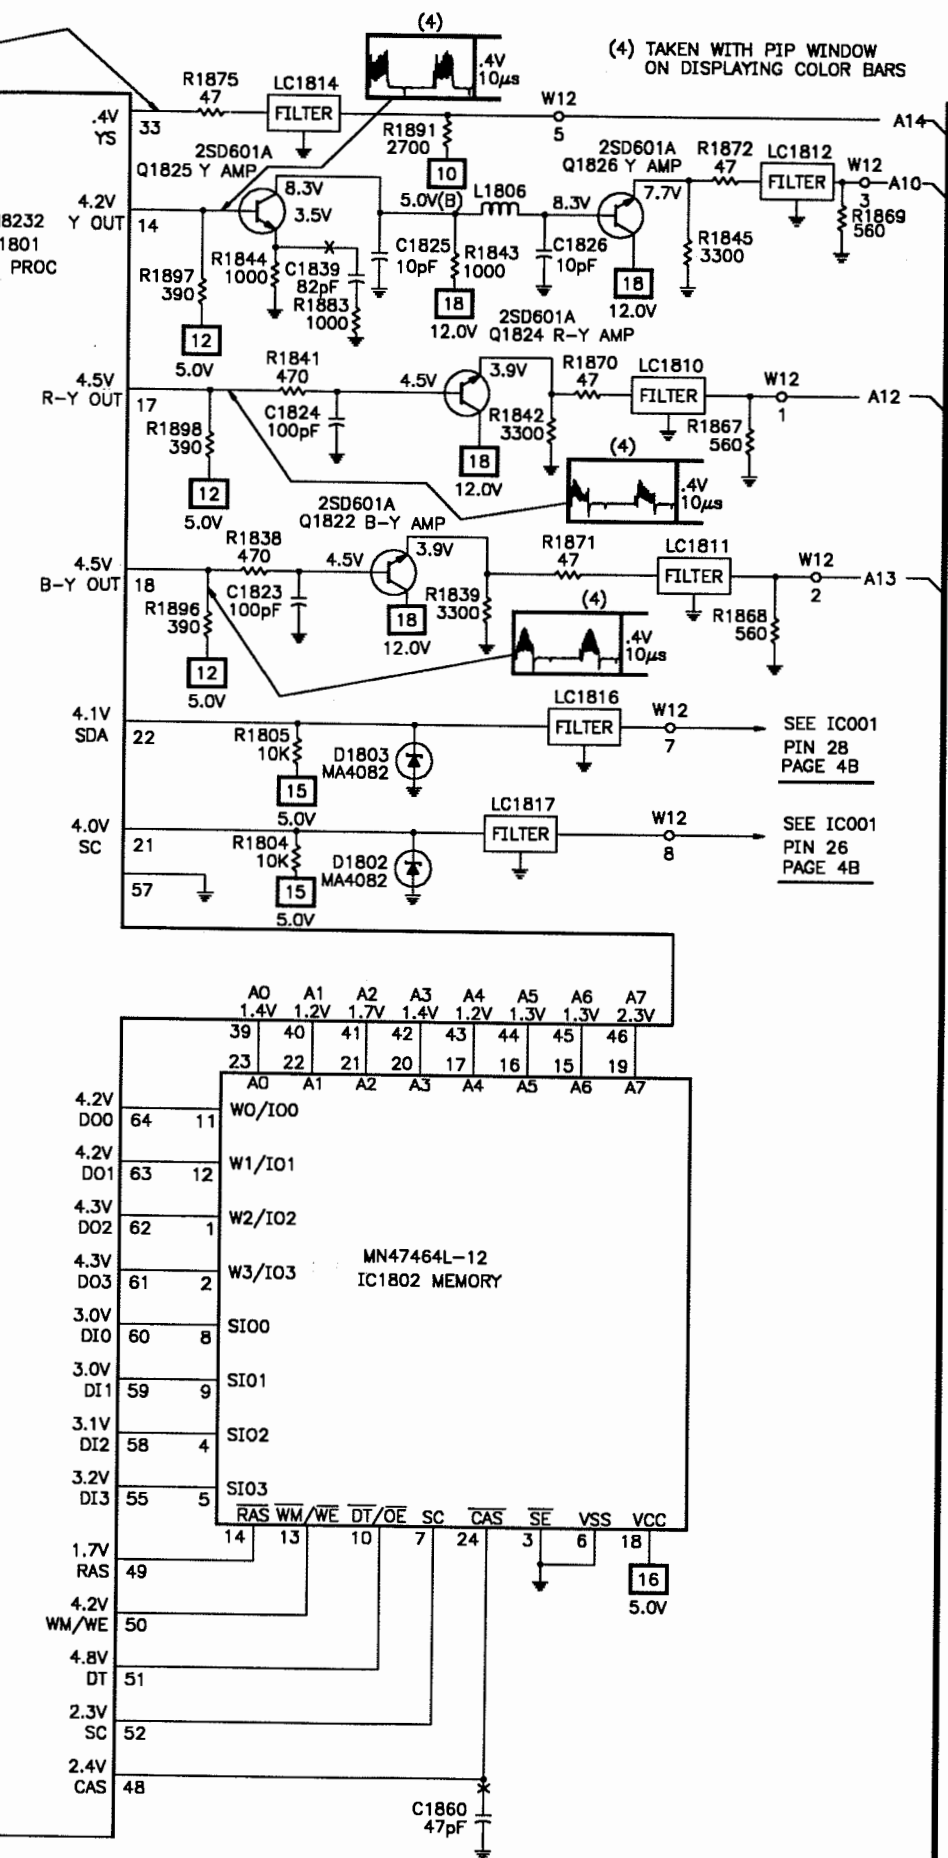 (4)
(4) TAKEN WITH PIP WINDOW
ON DISPLAYING COLOR BARS
.4V
10µs
R1875
47
LC1814
FILTER
W12
5
A14
.4V
YS
33
R1891
2700
10
5.0V(B)
2SD601A
Q1825 Y AMP
8.3V
3.5V
2SD601A
Q1826 Y AMP
R1872
47
LC1812
FILTER
W12
3
A10
7.7V
L1806
8.3V
R1869
560
4.2V
Y OUT
14
8232
1801
PROC
R1897
390
12
5.0V
R1844
1000
C1839
82pF
R1883
1000
C1825
10pF
R1843
1000
18
12.0V
C1826
10pF
18
12.0V
R1845
3300
2SD601A
Q1824 R-Y AMP
4.5V
R-Y OUT
17
R1841
470
4.5V
3.9V
R1870
47
LC1810
FILTER
W12
1
A12
R1898
390
12
5.0V
C1824
100pF
18
12.0V
R1842
3300
R1867
560
(4)
.4V
10µs
2SD601A
Q1822 B-Y AMP
4.5V
B-Y OUT
18
R1838
470
4.5V
3.9V
R1871
47
LC1811
FILTER
W12
2
A13
R1896
390
12
5.0V
C1823
100pF
18
12.0V
R1839
3300
R1868
560
(4)
.4V
10µs
4.1V
SDA
22
R1805
10K
15
5.0V
D1803
MA4082
LC1816
FILTER
W12
7
SEE IC001
PIN 28
PAGE 4B
4.0V
SC
21
R1804
10K
15
5.0V
D1802
MA4082
LC1817
FILTER
W12
8
SEE IC001
PIN 26
PAGE 4B
57
A0 A1 A2 A3 A4 A5 A6 A7
1.4V 1.2V 1.7V 1.4V 1.2V 1.3V 1.3V 2.3V
39 40 41 42 43 44 45 46
23 22 21 20 17 16 15 19
A0 A1 A2 A3 A4 A5 A6 A7
4.2V
DO0 64 11 W0/IO0
4.2V
DO1 63 12 W1/IO1
4.3V
DO2 62 1 W2/IO2
MN47464L-12
IC1802 MEMORY
4.3V
DO3 61 2 W3/IO3
3.0V
DI0 60 8 SIO0
3.0V
DI1 59 9 SIO1
3.1V
DI2 58 4 SIO2
3.2V
DI3 55 5 SIO3
RAS WM/WE DT/OE SC CAS SE VSS VCC
14 13 10 7 24 3 6 18
16
5.0V
1.7V
RAS 49
4.2V
WM/WE 50
4.8V
DT 51
2.3V
SC 52
2.4V
CAS 48
C1860
47pF